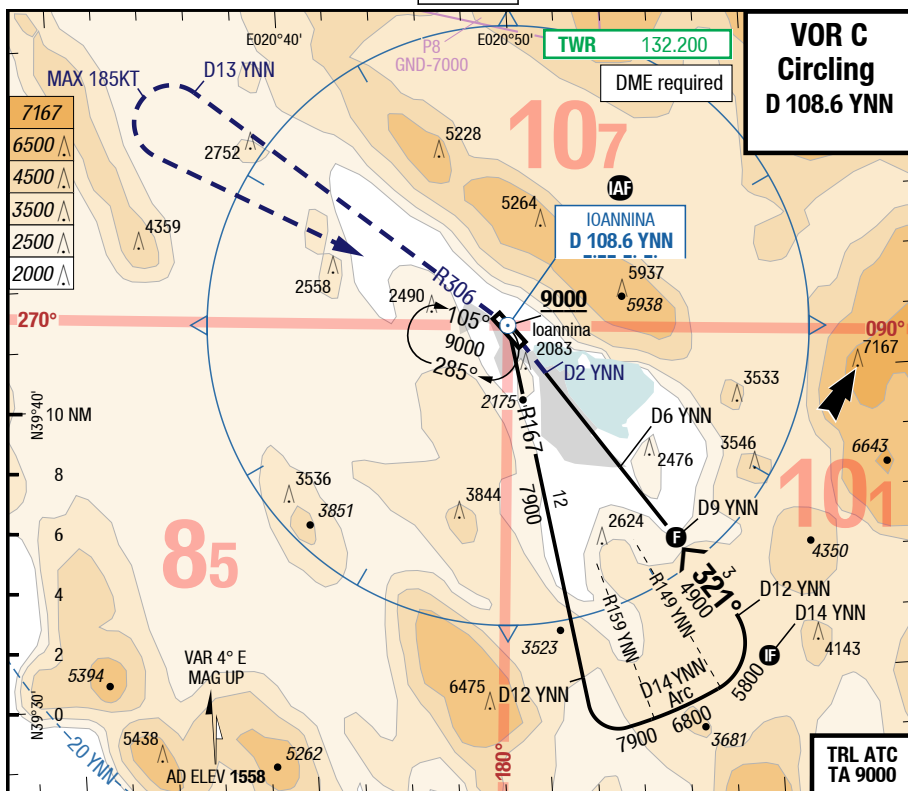 VOR C
Circling
D 108.6 YNN
TWR 132.200
DME required
E020°40'
E020°50'
P8
GND-7000
MAX 185KT
D13 YNN
7167
6500
4500
3500
2500
2000
2752
5228
107
IAF
4359
5264
IOANNINA
D 108.6 YNN
2558
2490
R306
5937
5938
9000
270°
090°
105°
9000
285°
Ioannina
2083
D2 YNN
7167
2175
3533
N39°40'
10 NM
8
6
4
2
0
R167
D6 YNN
2476
3546
6643
101
3536
3851
3844
7900
12
2624
D9 YNN
F
4350
85
321°
3
4900
R149 YNN
R159 YNN
D12 YNN
D14 YNN
IF
4143
3523
VAR 4° E
MAG UP
5394
6475
D12 YNN
D14 YNN
Arc
5800
6800
7900
3681
N39°30'
5438
5262
20 YNN
AD ELEV 1558
180°
TRL ATC
TA 9000